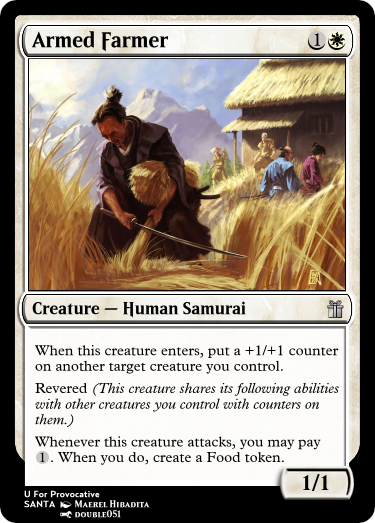 Armed Farmer 1
Creature — Human Samurai
When this creature enters, put a +1/+1 counter
on another target creature you control.
Revered (This creature shares its following abilities
with other creatures you control with counters on
them.)
Whenever this creature attacks, you may pay
1. When you do, create a Food token.
1/1
U For Provocative
SANTA Maerel Hibadita
double051